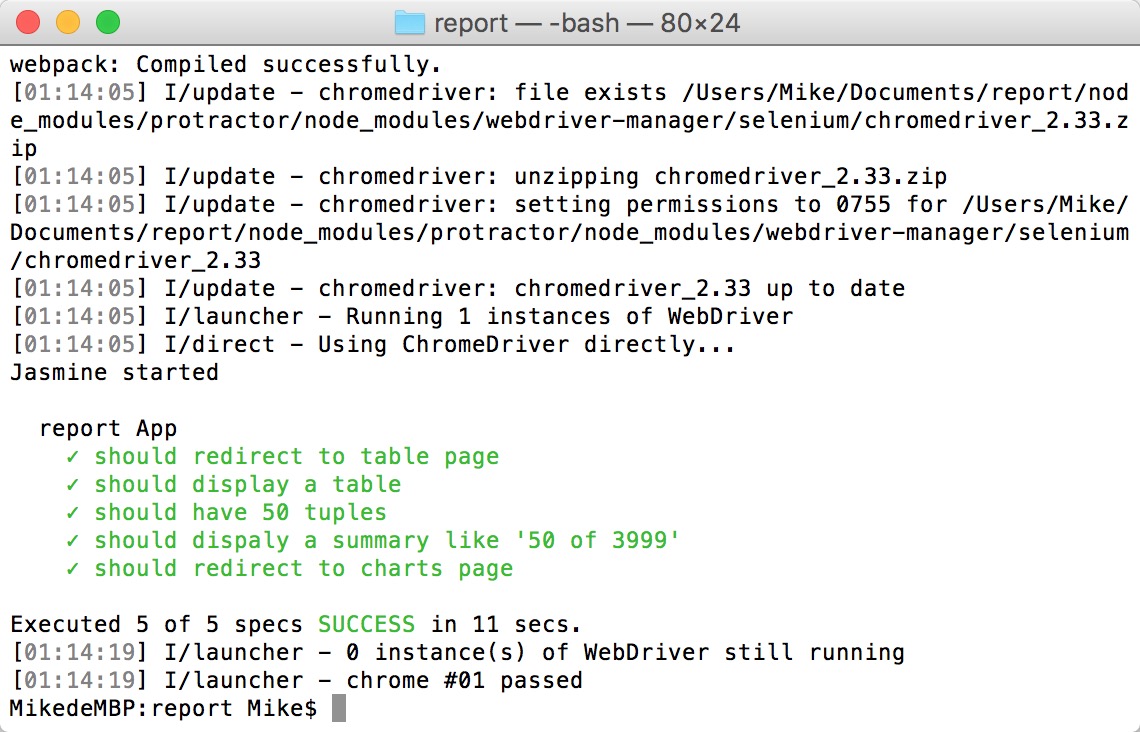 report — -bash — 80×24
webpack: Compiled successfully.
[01:14:05] I/update - chromedriver: file exists /Users/Mike/Documents/report/nod
e_modules/protractor/node_modules/webdriver-manager/selenium/chromedriver_2.33.z
ip
[01:14:05] I/update - chromedriver: unzipping chromedriver_2.33.zip
[01:14:05] I/update - chromedriver: setting permissions to 0755 for /Users/Mike/
Documents/report/node_modules/protractor/node_modules/webdriver-manager/selenium
/chromedriver_2.33
[01:14:05] I/update - chromedriver: chromedriver_2.33 up to date
[01:14:05] I/launcher - Running 1 instances of WebDriver
[01:14:05] I/direct - Using ChromeDriver directly...
Jasmine started
report App
✓ should redirect to table page
✓ should display a table
✓ should have 50 tuples
✓ should dispaly a summary like '50 of 3999'
✓ should redirect to charts page
Executed 5 of 5 specs SUCCESS in 11 secs.
[01:14:19] I/launcher - 0 instance(s) of WebDriver still running
[01:14:19] I/launcher - chrome #01 passed
MikedeMBP:report Mike$